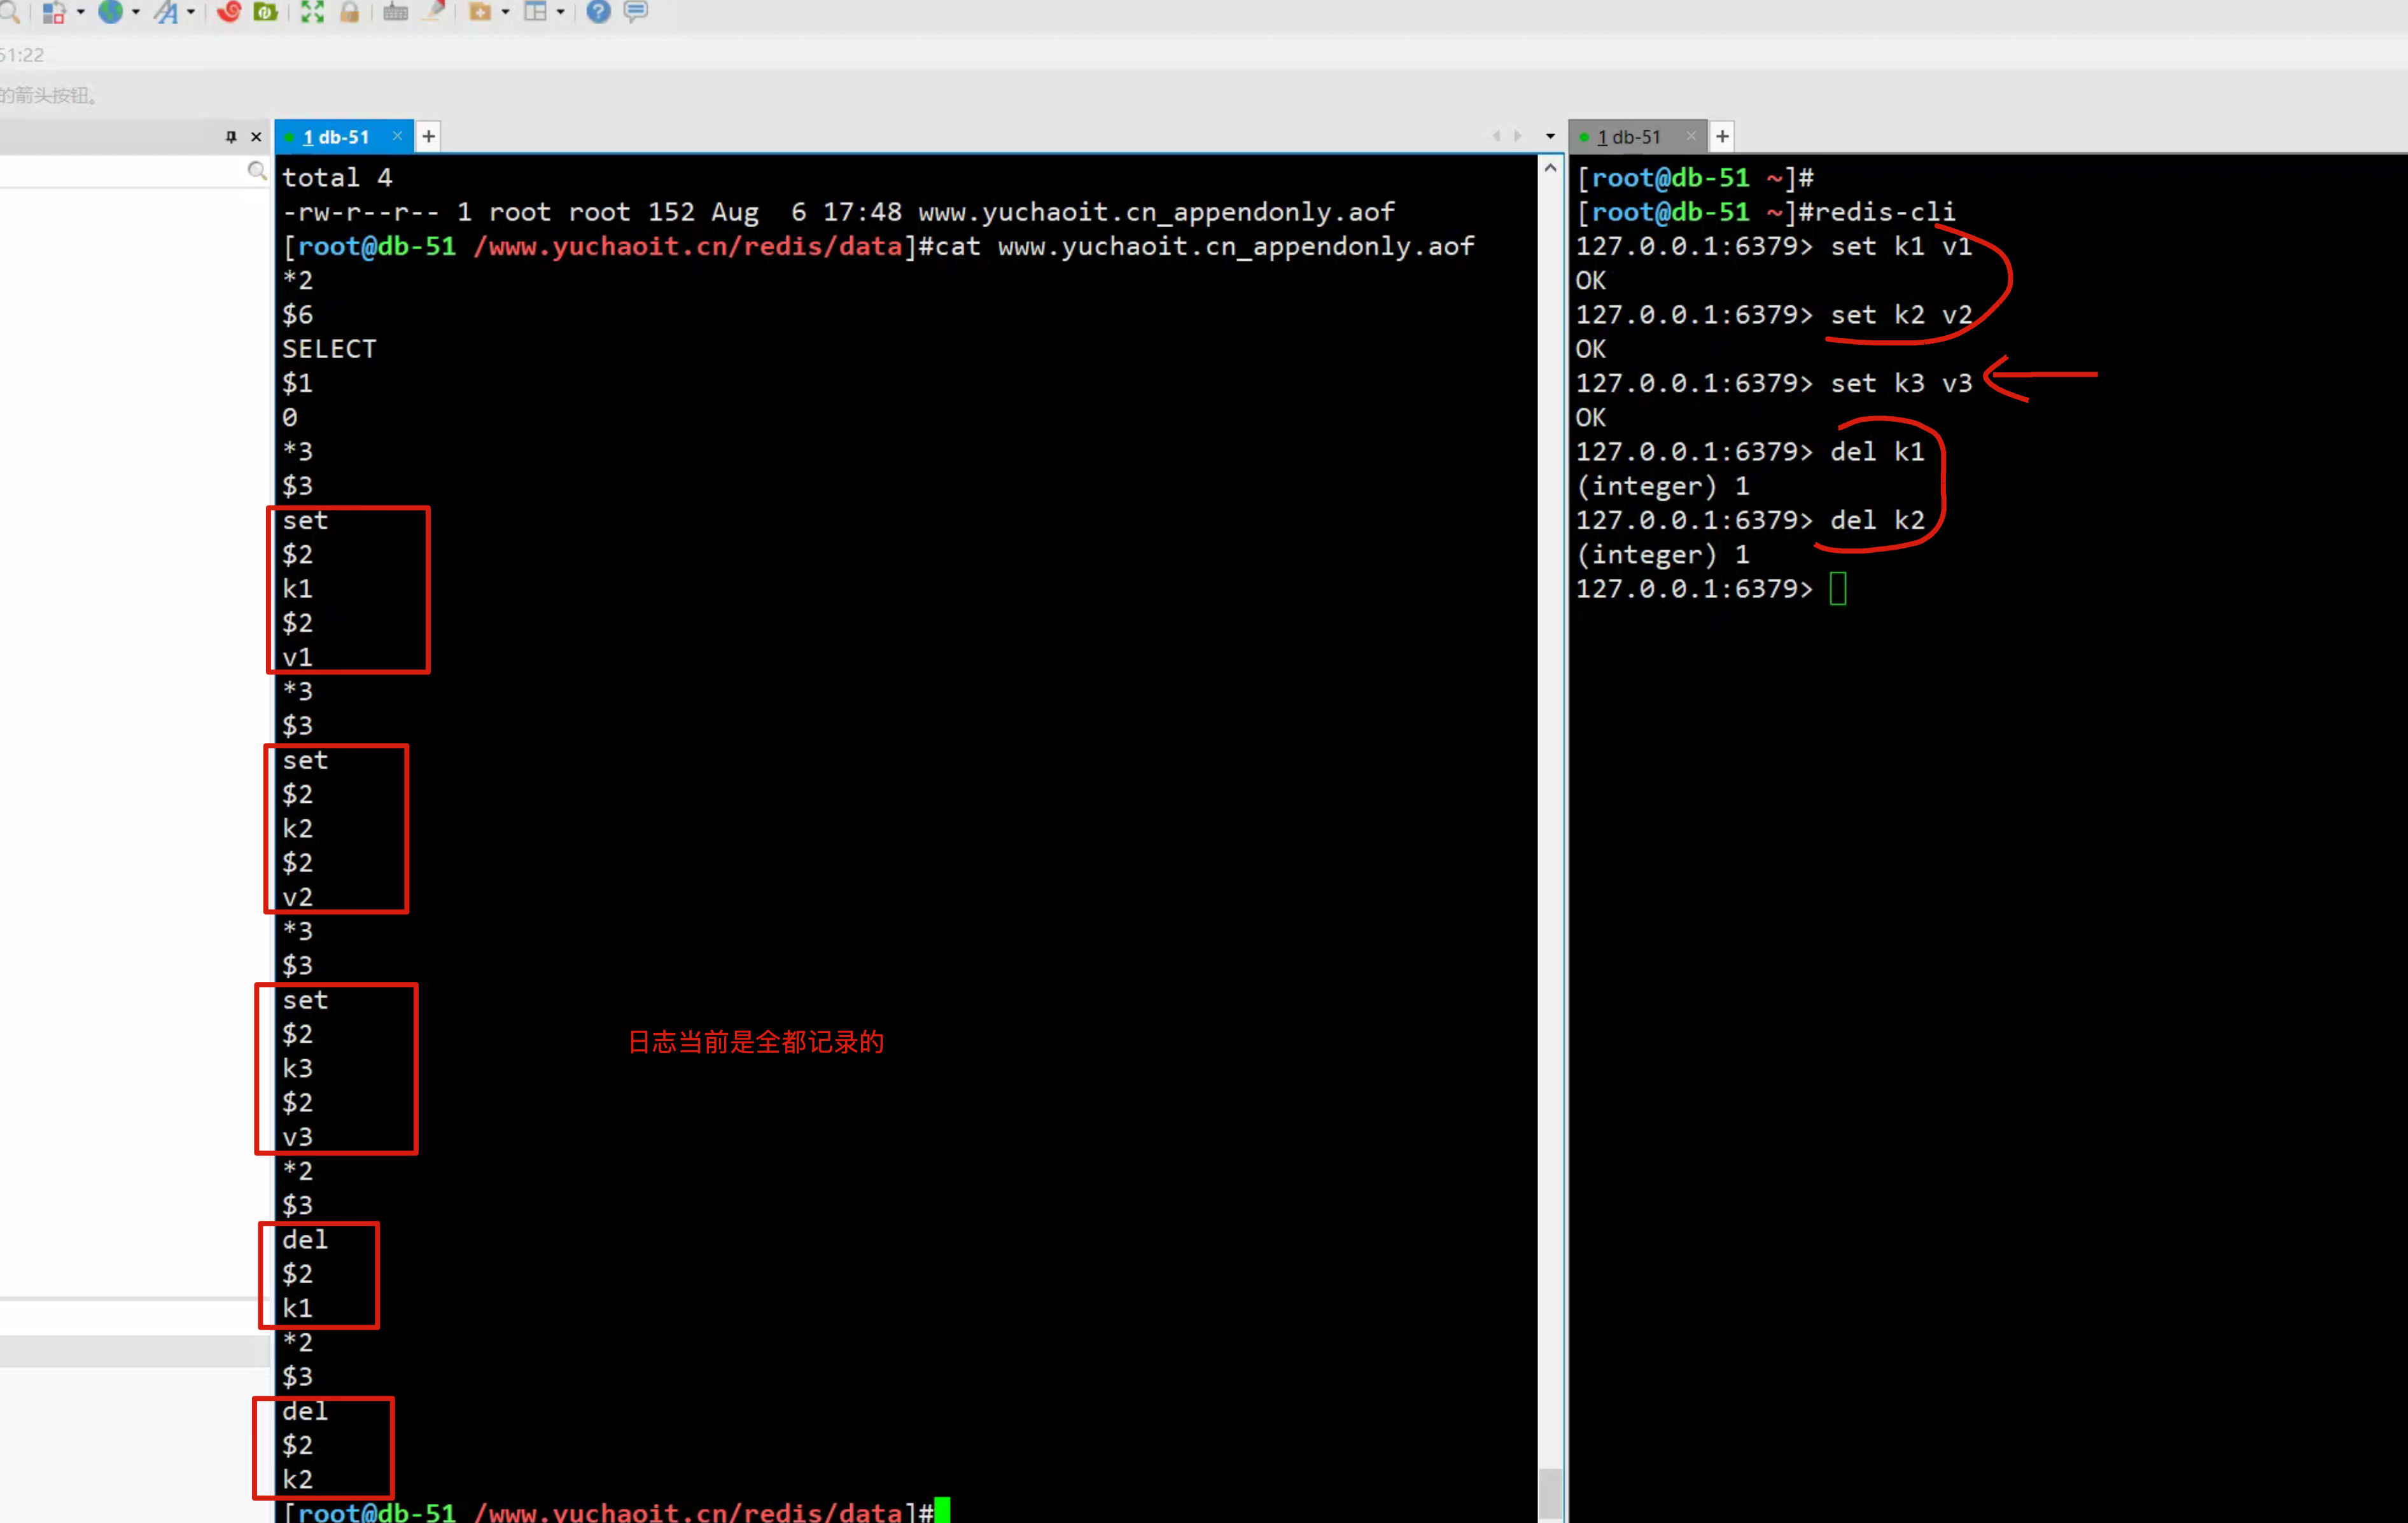 51:22
的箭头按钮。
1 db-51
total 4
-rw-r--r-- 1 root root 152 Aug  6 17:48 www.yuchaoit.cn_appendonly.aof
[root@db-51 /www.yuchaoit.cn/redis/data]#cat www.yuchaoit.cn_appendonly.aof
*2
$6
SELECT
$1
0
*3
$3
set
$2
k1
$2
v1
*3
$3
set
$2
k2
$2
v2
*3
$3
set
$2
k3
$2
v3
*2
$3
del
$2
k1
*2
$3
del
$2
k2
[root@db-51 /www.yuchaoit.cn/redis/data]#
日志当前是全都记录的
1 db-51
[root@db-51 ~]#
[root@db-51 ~]#redis-cli
127.0.0.1:6379> set k1 v1
OK
127.0.0.1:6379> set k2 v2
OK
127.0.0.1:6379> set k3 v3
OK
127.0.0.1:6379> del k1
(integer) 1
127.0.0.1:6379> del k2
(integer) 1
127.0.0.1:6379>